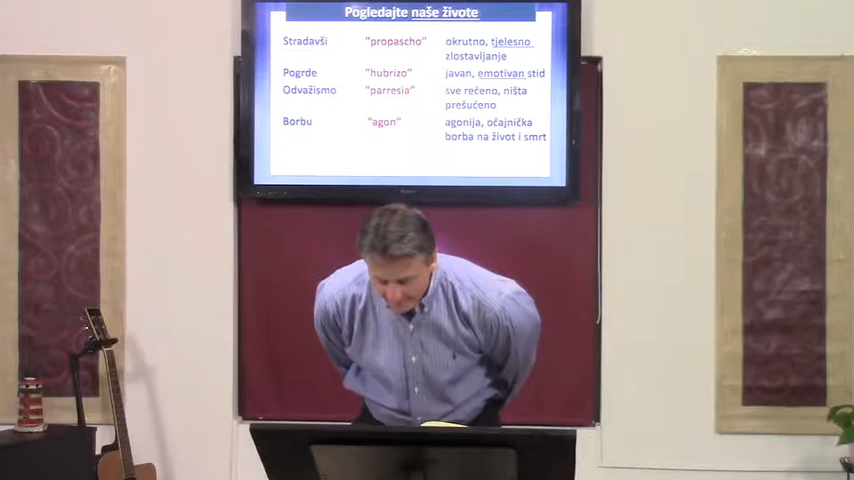 Pogledajte naše živote
Stradavši "propascho" okrutno, tjelesno
zlostavljanje
Pogrde "hubrizo" javan, emotivan stid
Odvažismo "parresia" sve rečeno, ništa
prešućeno
Borbu "agon" agonija, očajnička
borba na život i smrt